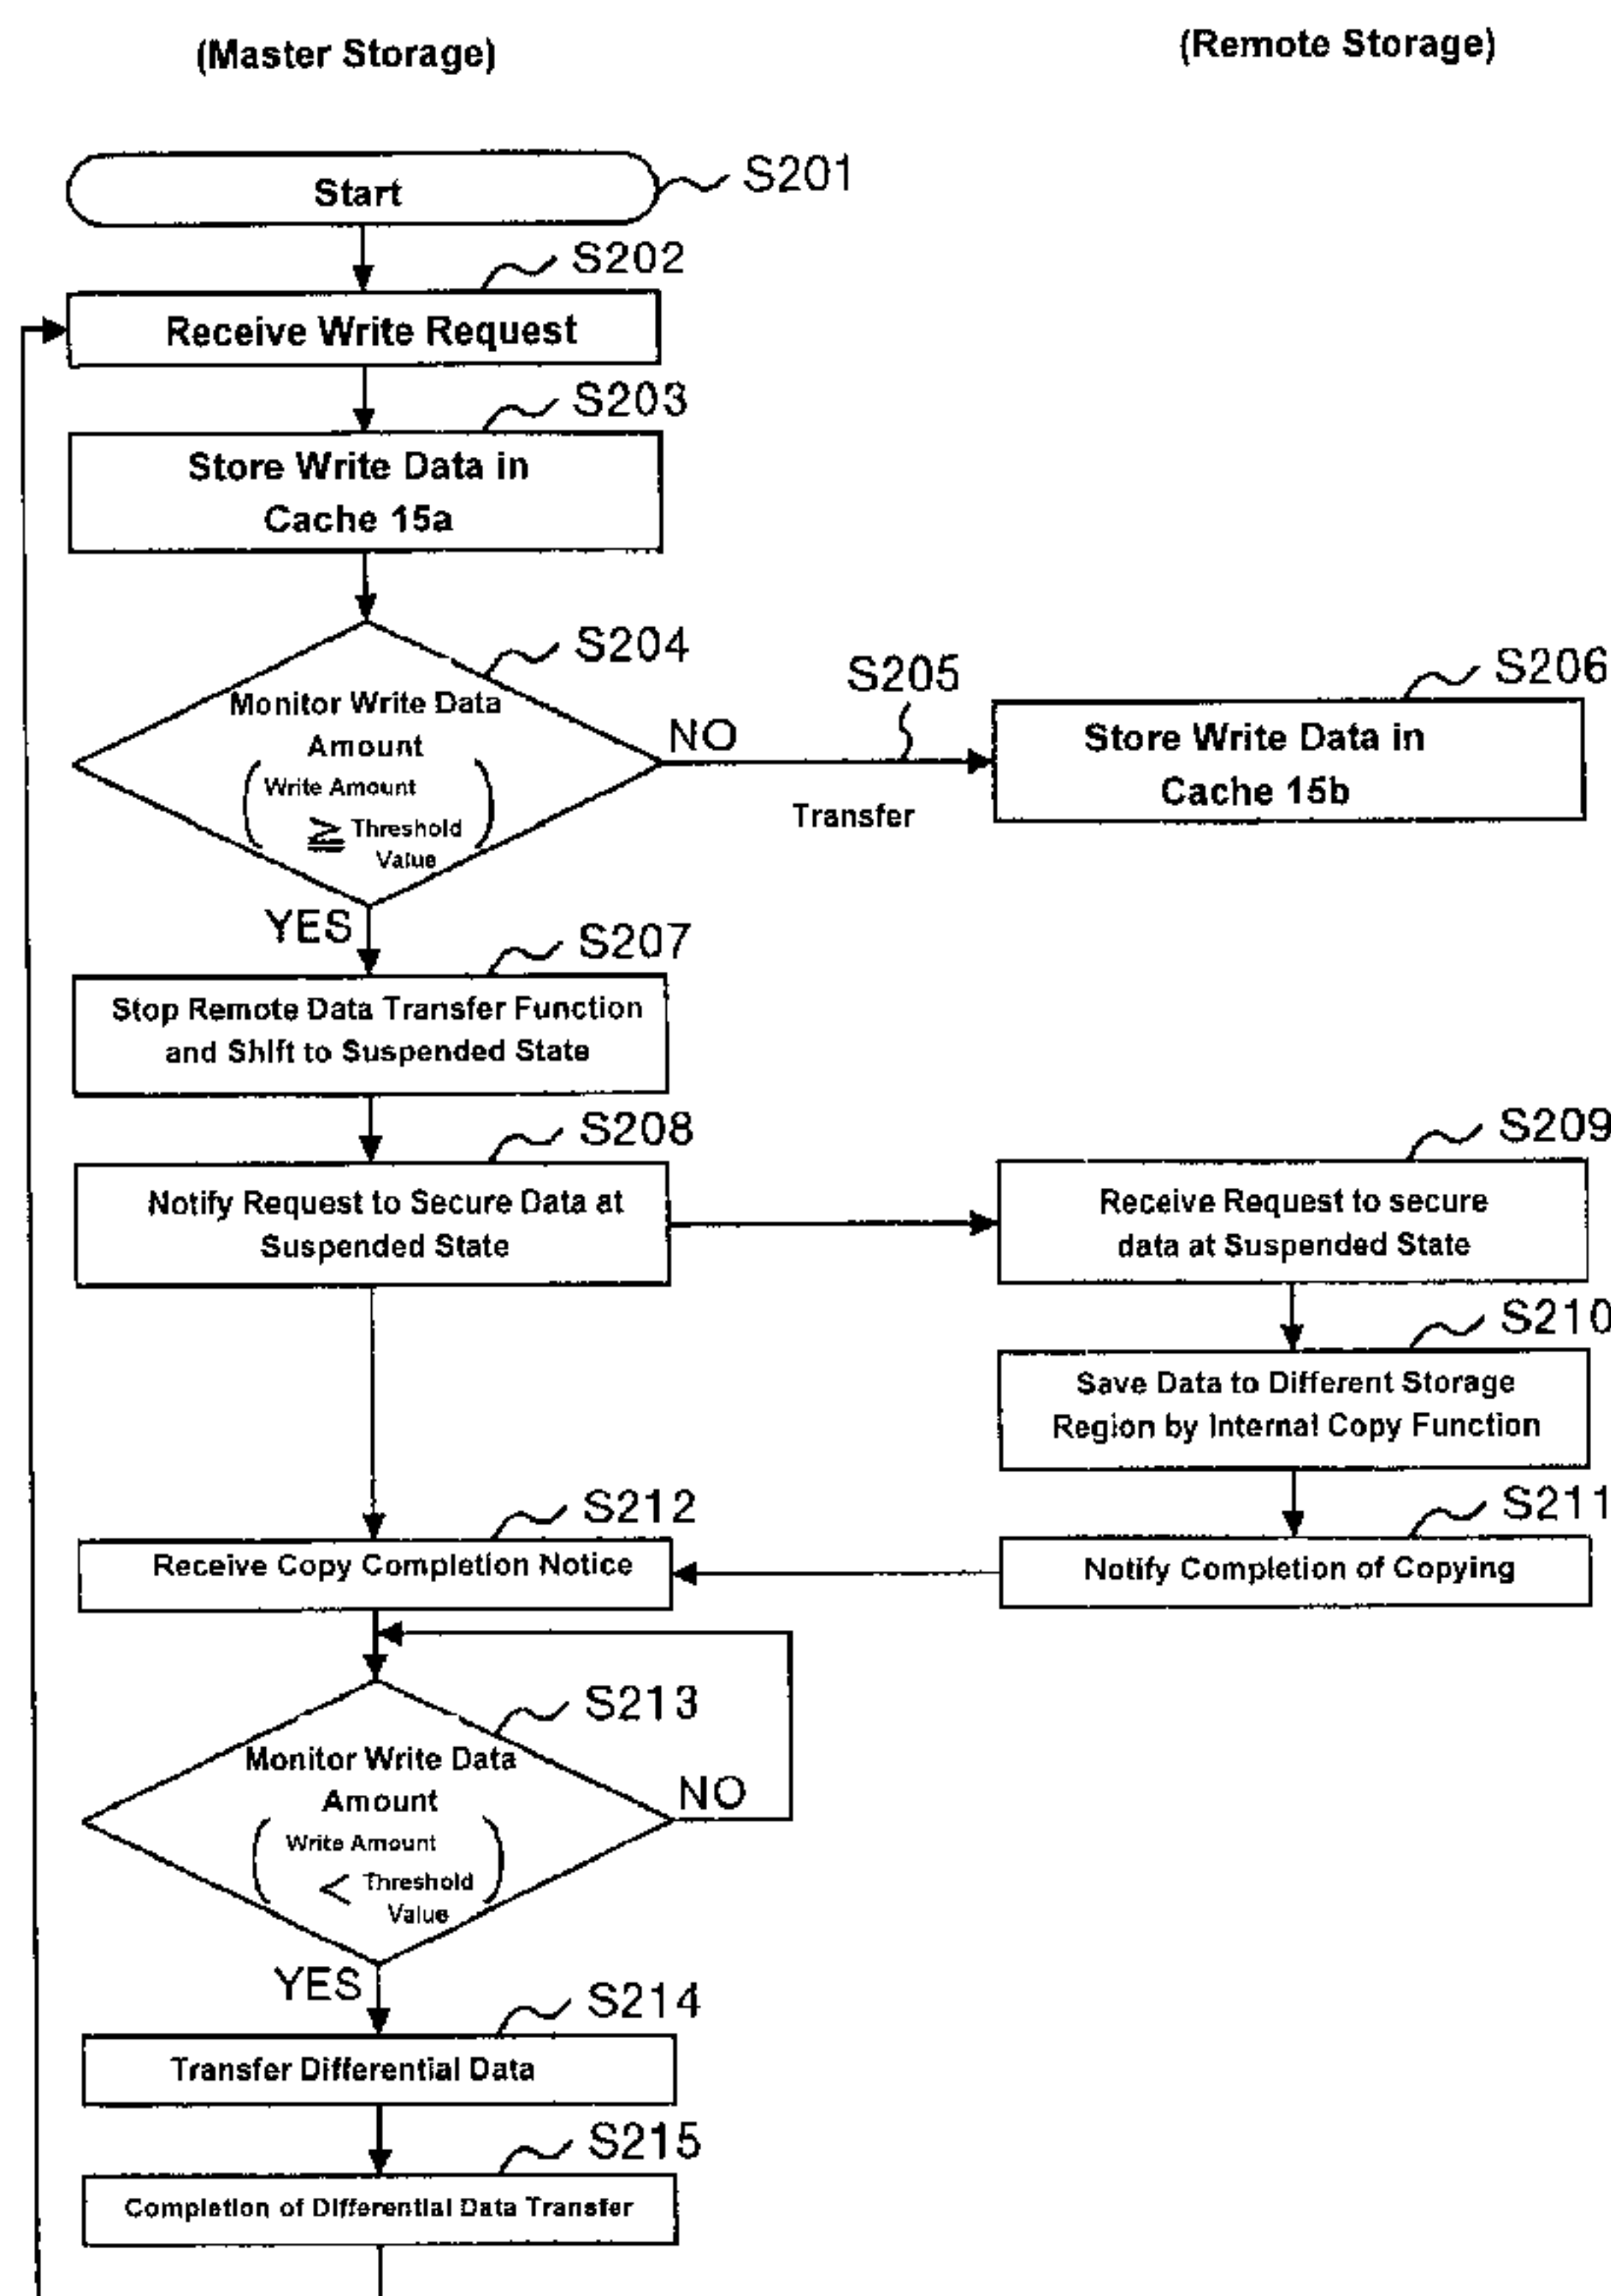 (Master Storage)
(Remote Storage)
Start
S201
S202
Receive Write Request
S203
Store Write Data in
Cache 15a
S204
Monitor Write Data
Amount
(Write Amount
≧ Threshold
Value)
NO
S205
Transfer
S206
Store Write Data in
Cache 15b
YES
S207
Stop Remote Data Transfer Function
and Shift to Suspended State
S208
Notify Request to Secure Data at
Suspended State
S209
Receive Request to secure
data at Suspended State
S210
Save Data to Different Storage
Region by Internal Copy Function
S211
Notify Completion of Copying
S212
Receive Copy Completion Notice
S213
Monitor Write Data
Amount
(Write Amount
< Threshold
Value)
NO
YES
S214
Transfer Differential Data
S215
Completion of Differential Data Transfer